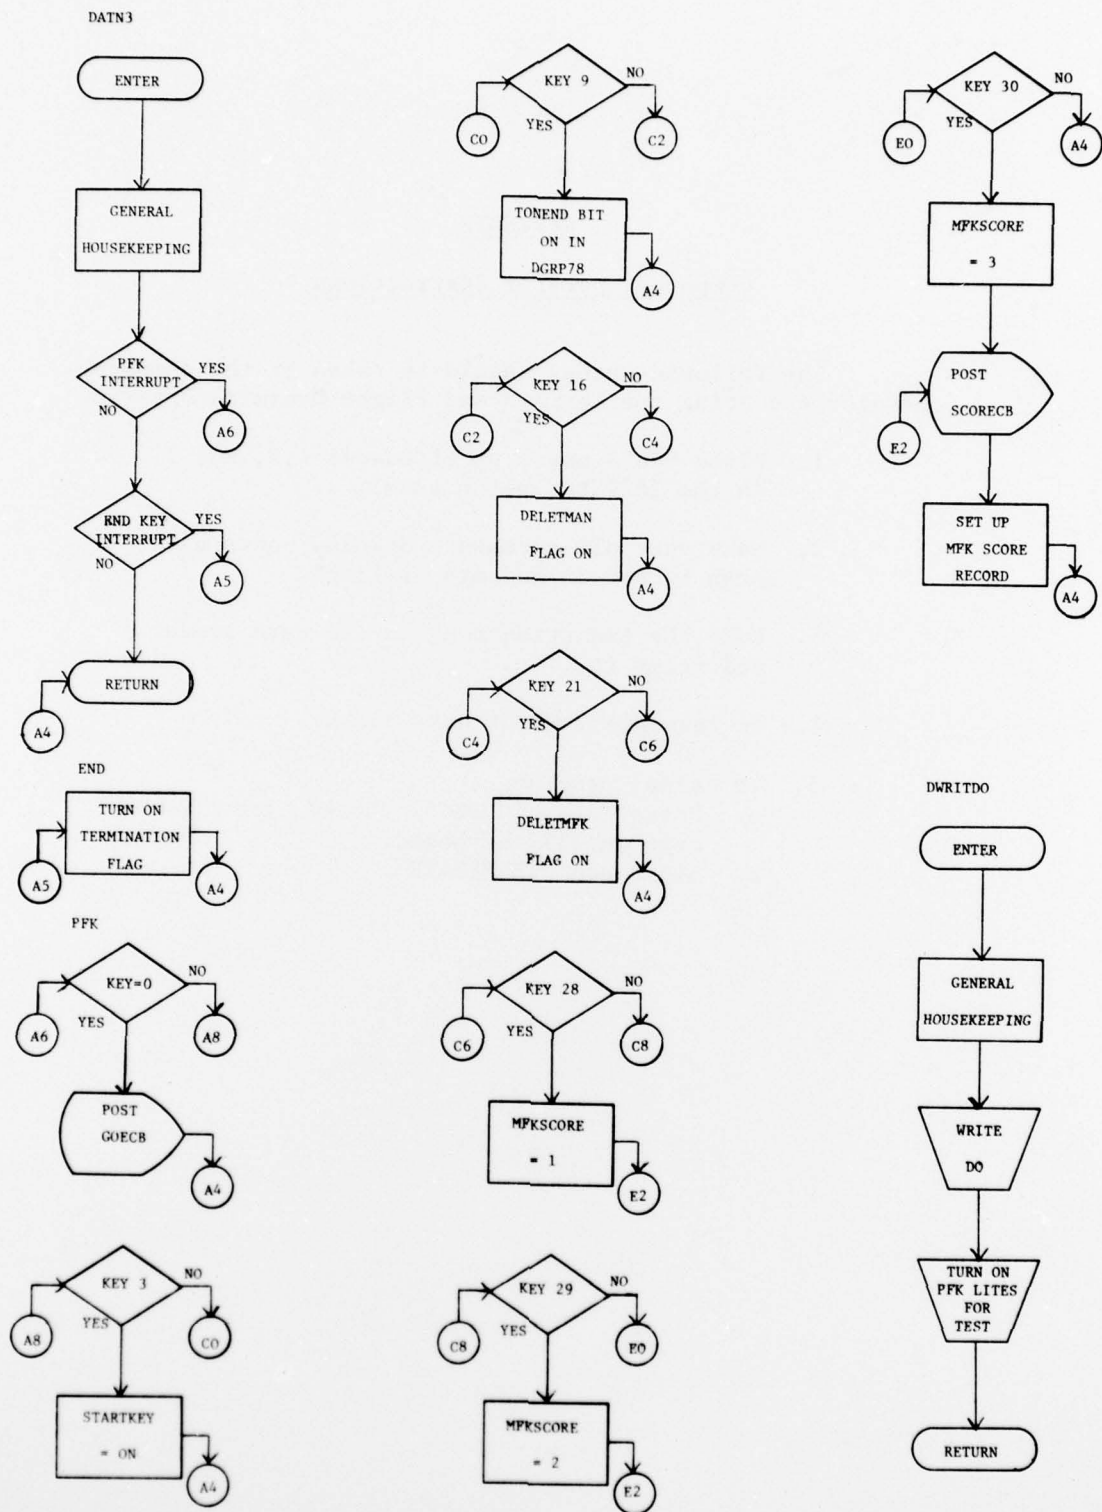 DATN3
ENTER
GENERAL
HOUSEKEEPING
PFK
INTERRUPT
YES
NO
A6
RND KEY
INTERRUPT
YES
NO
A5
RETURN
A4
END
TURN ON
TERMINATION
FLAG
A5
A4
PFK
KEY=0
NO
YES
A6
A8
POST
GOECB
A4
KEY 3
NO
YES
A8
C0
STARTKEY
= ON
A4
KEY 9
NO
YES
C0
C2
TONEND BIT
ON IN
DGRP78
A4
KEY 16
NO
YES
C2
C4
DELETMAN
FLAG ON
A4
KEY 21
NO
YES
C4
C6
DELETMFK
FLAG ON
A4
KEY 28
NO
YES
C6
C8
MFKSCORE
= 1
E2
KEY 29
NO
YES
C8
E0
MFKSCORE
= 2
E2
KEY 30
NO
YES
E0
A4
MFKSCORE
= 3
POST
SCORECB
E2
SET UP
MFK SCORE
RECORD
A4
DWRITDO
ENTER
GENERAL
HOUSEKEEPING
WRITE
DO
TURN ON
PFK LITES
FOR
TEST
RETURN